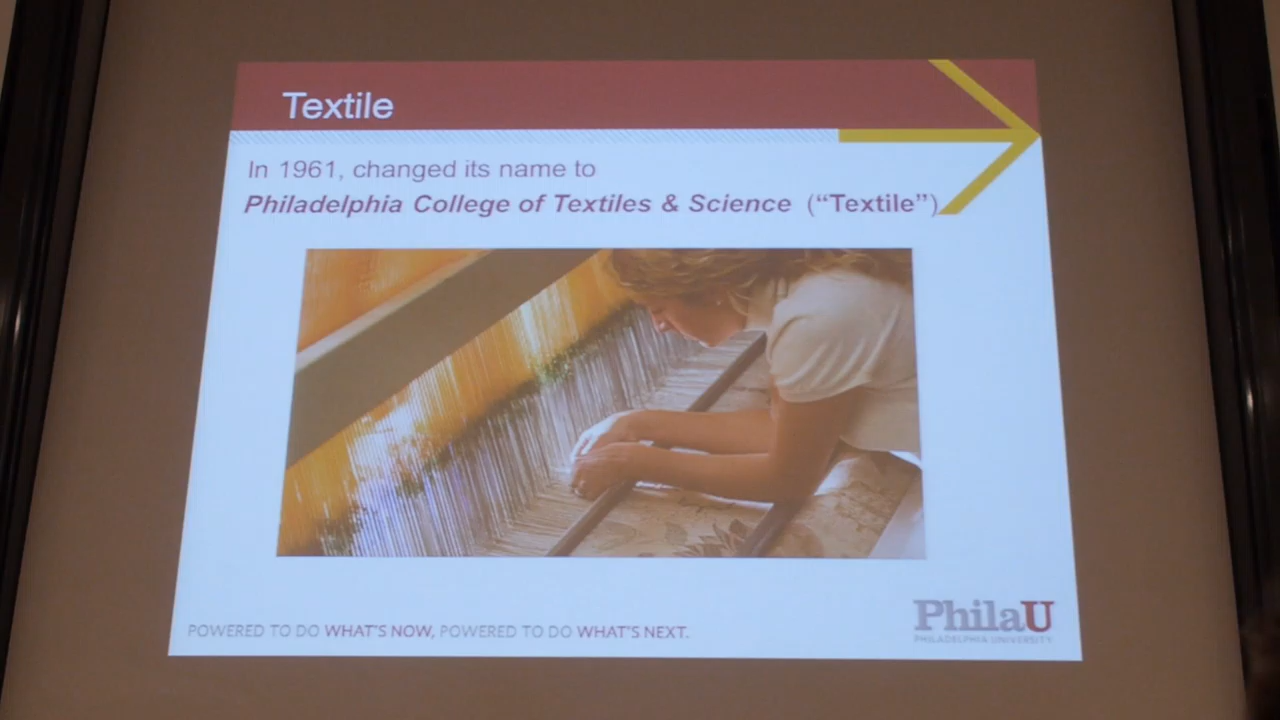 Textile
In 1961, changed its name to
Philadelphia College of Textiles & Science (“Textile”)
POWERED TO DO WHAT'S NOW, POWERED TO DO WHAT'S NEXT.
PhilaU
PHILADELPHIA UNIVERSITY